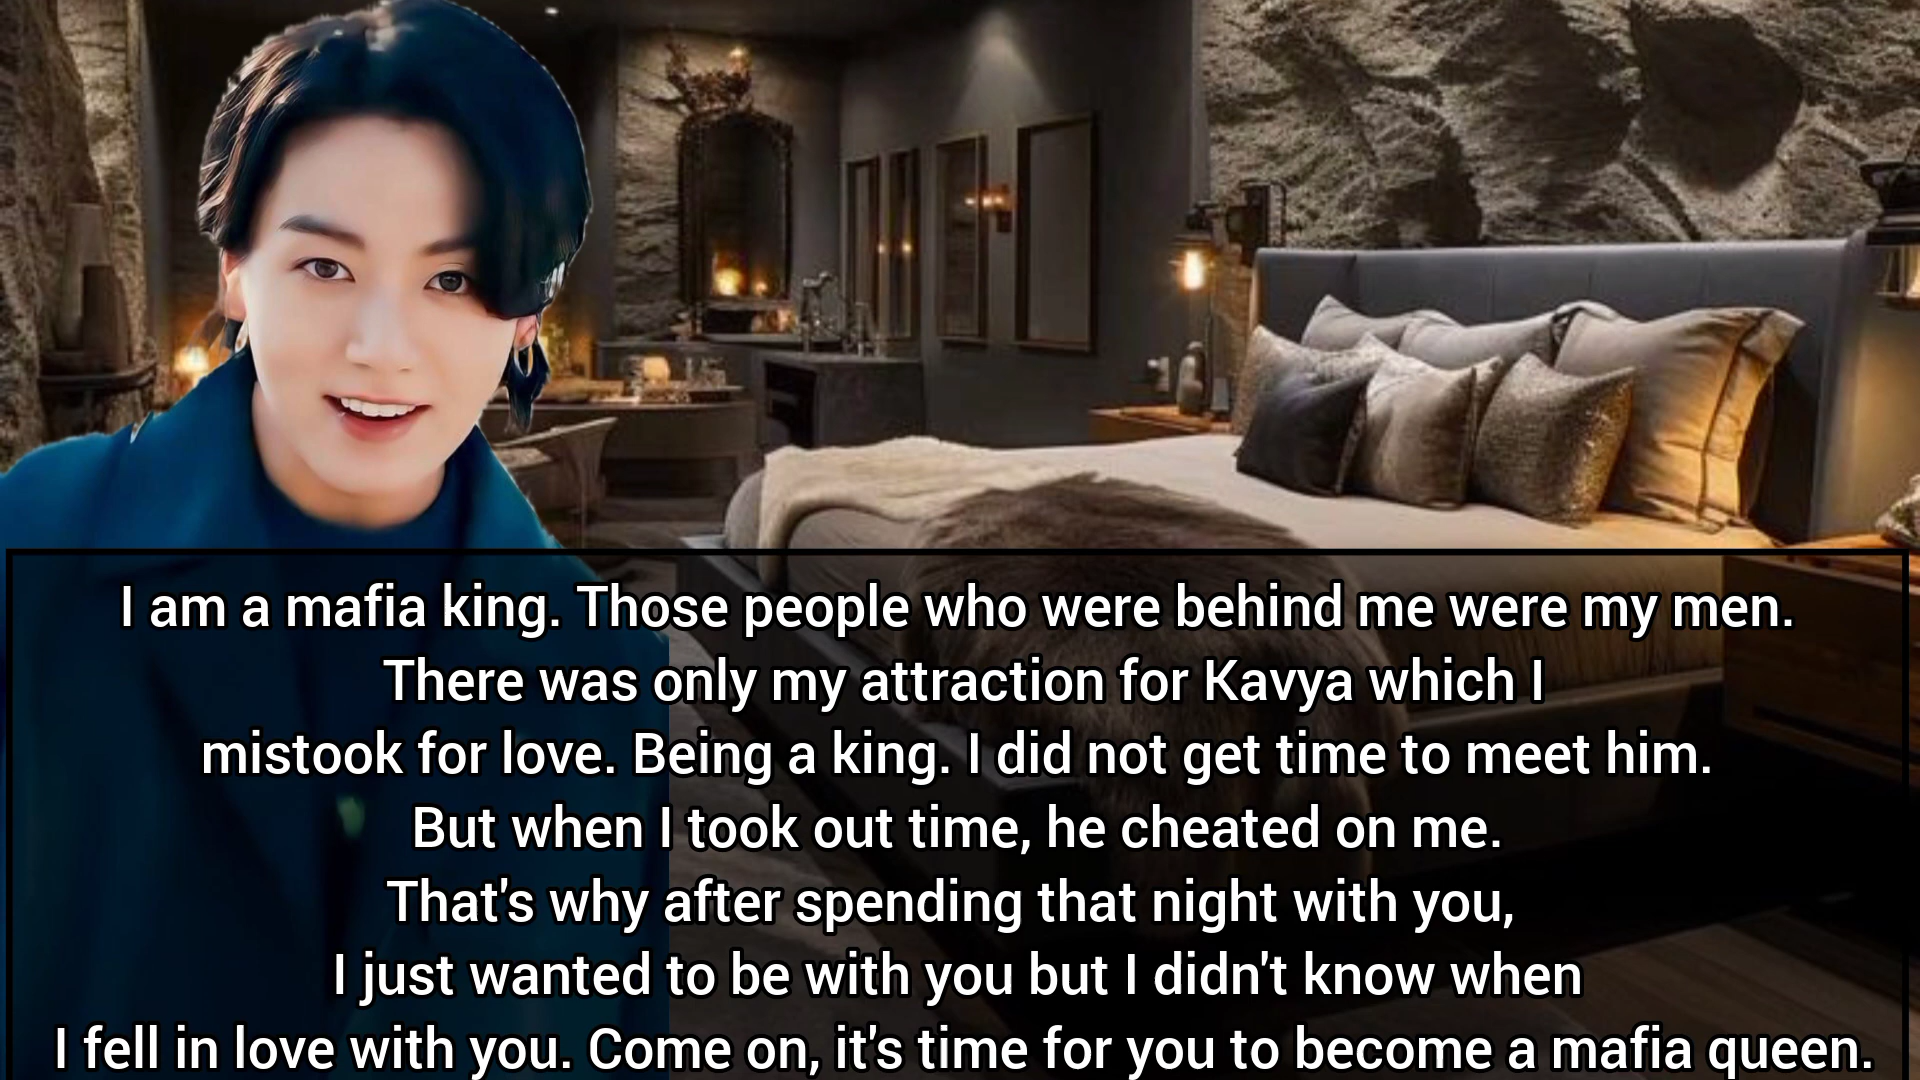 I am a mafia king. Those people who were behind me were my men.
There was only my attraction for Kavya which I
mistook for love. Being a king. I did not get time to meet him.
But when I took out time, he cheated on me.
That's why after spending that night with you,
I just wanted to be with you but I didn't know when
I fell in love with you. Come on, it's time for you to become a mafia queen.